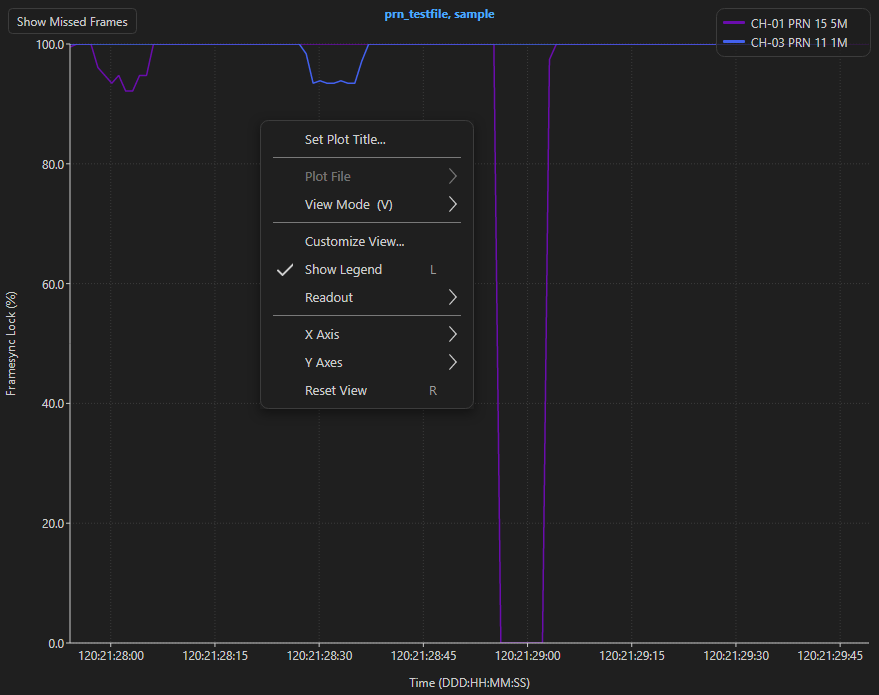 Show Missed Frames
prn_testfile, sample
CH-01 PRN 15 5M
CH-03 PRN 11 1M
100.0
80.0
60.0
40.0
20.0
0.0
Framesync Lock (%)
Set Plot Title...
Plot File
View Mode (V)
Customize View...
Show Legend L
Readout
X Axis
Y Axes
Reset View R
120:21:28:00 120:21:28:15 120:21:28:30 120:21:28:45 120:21:29:00 120:21:29:15 120:21:29:30 120:21:29:45
Time (DDD:HH:MM:SS)